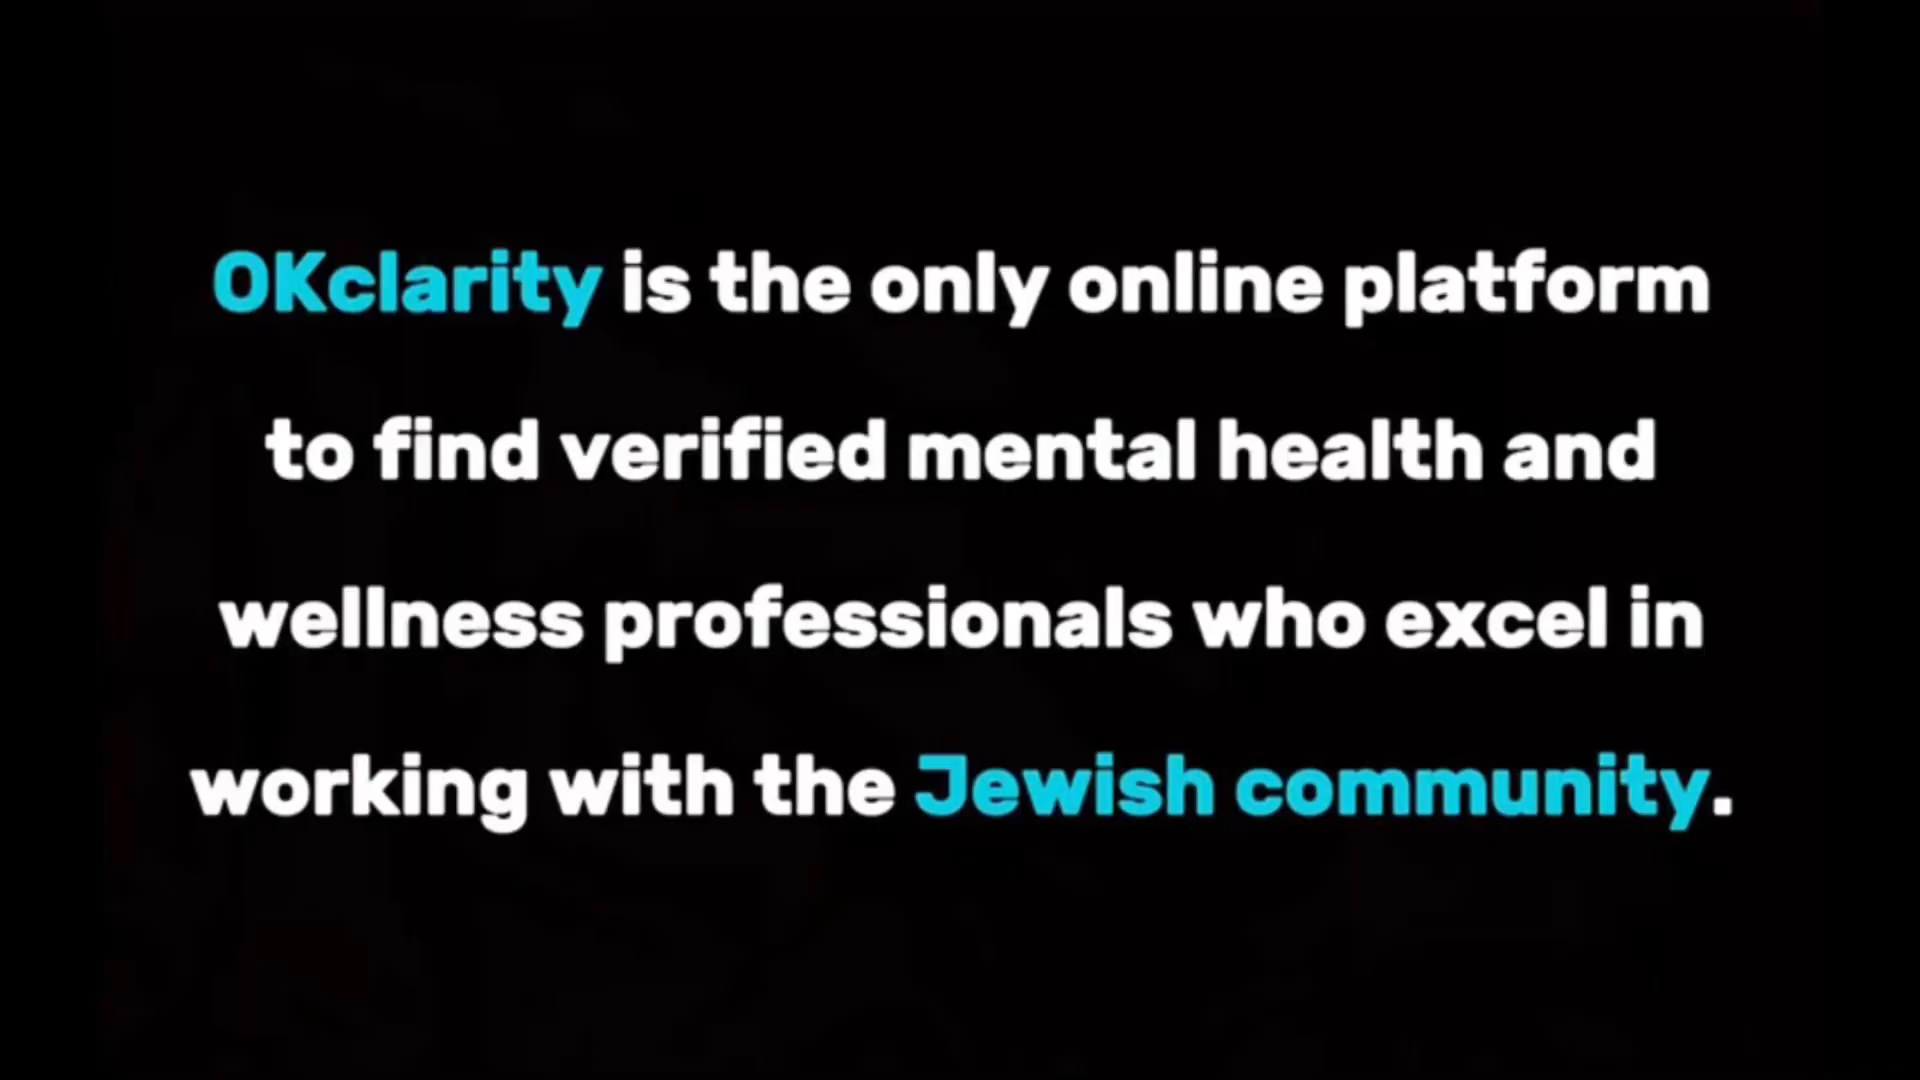 OKclarity is the only online platform
to find verified mental health and
wellness professionals who excel in
working with the Jewish community.